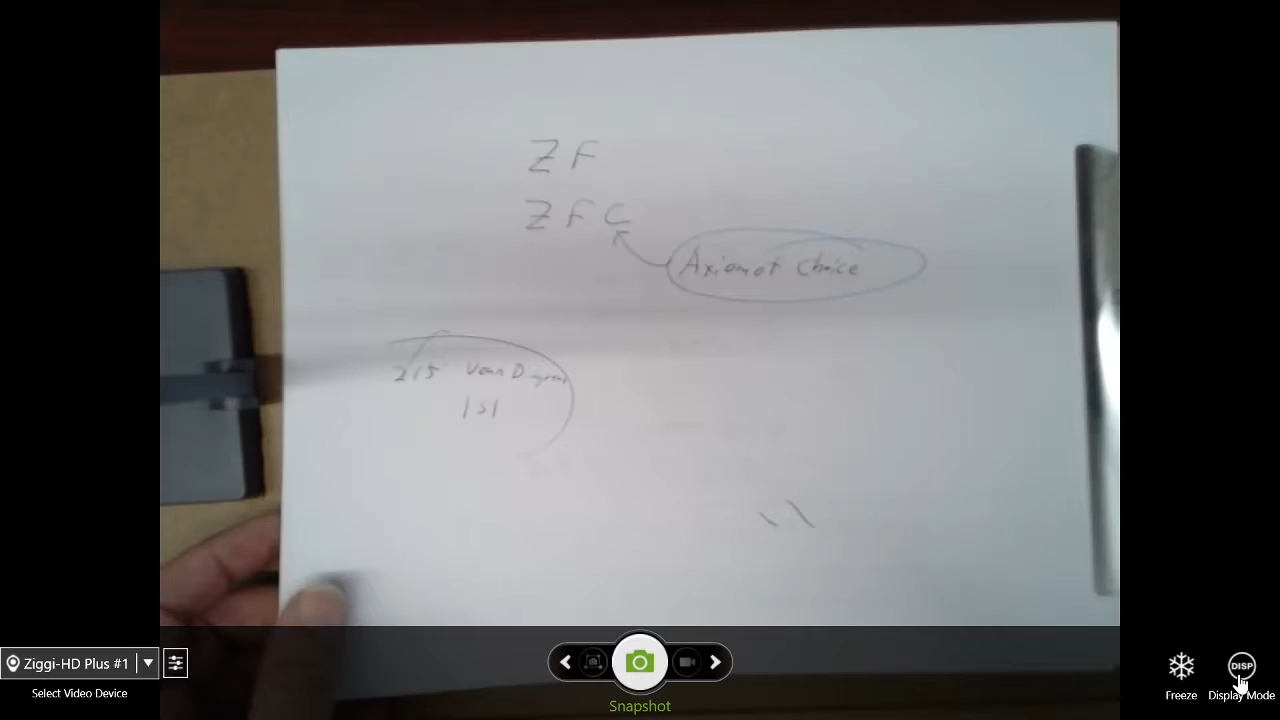 ZF
ZFC
Axiom of Choice
215 Venn
151
Ziggi-HD Plus #1
Select Video Device
Snapshot
Freeze
DISP
Display Mode